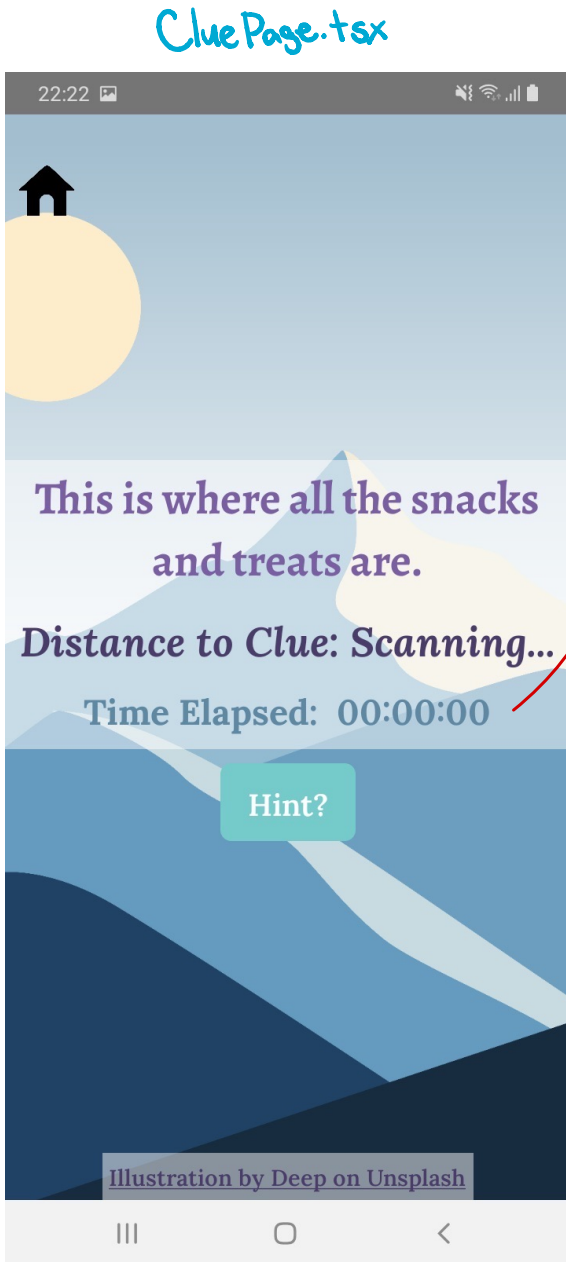 CluePage.tsx
22:22
This is where all the snacks
and treats are.
Distance to Clue: Scanning...
Time Elapsed: 00:00:00
Hint?
Illustration by Deep on Unsplash